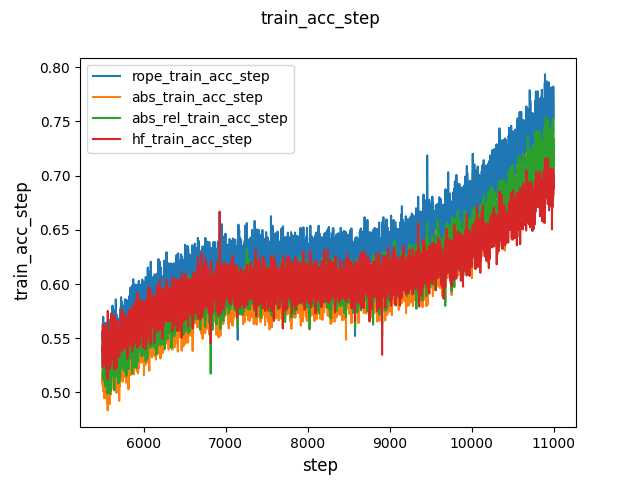 train_acc_step
0.80
0.75
0.70
0.65
0.60
0.55
0.50
train_acc_step
rope_train_acc_step
abs_train_acc_step
abs_rel_train_acc_step
hf_train_acc_step
6000 7000 8000 9000 10000 11000
step